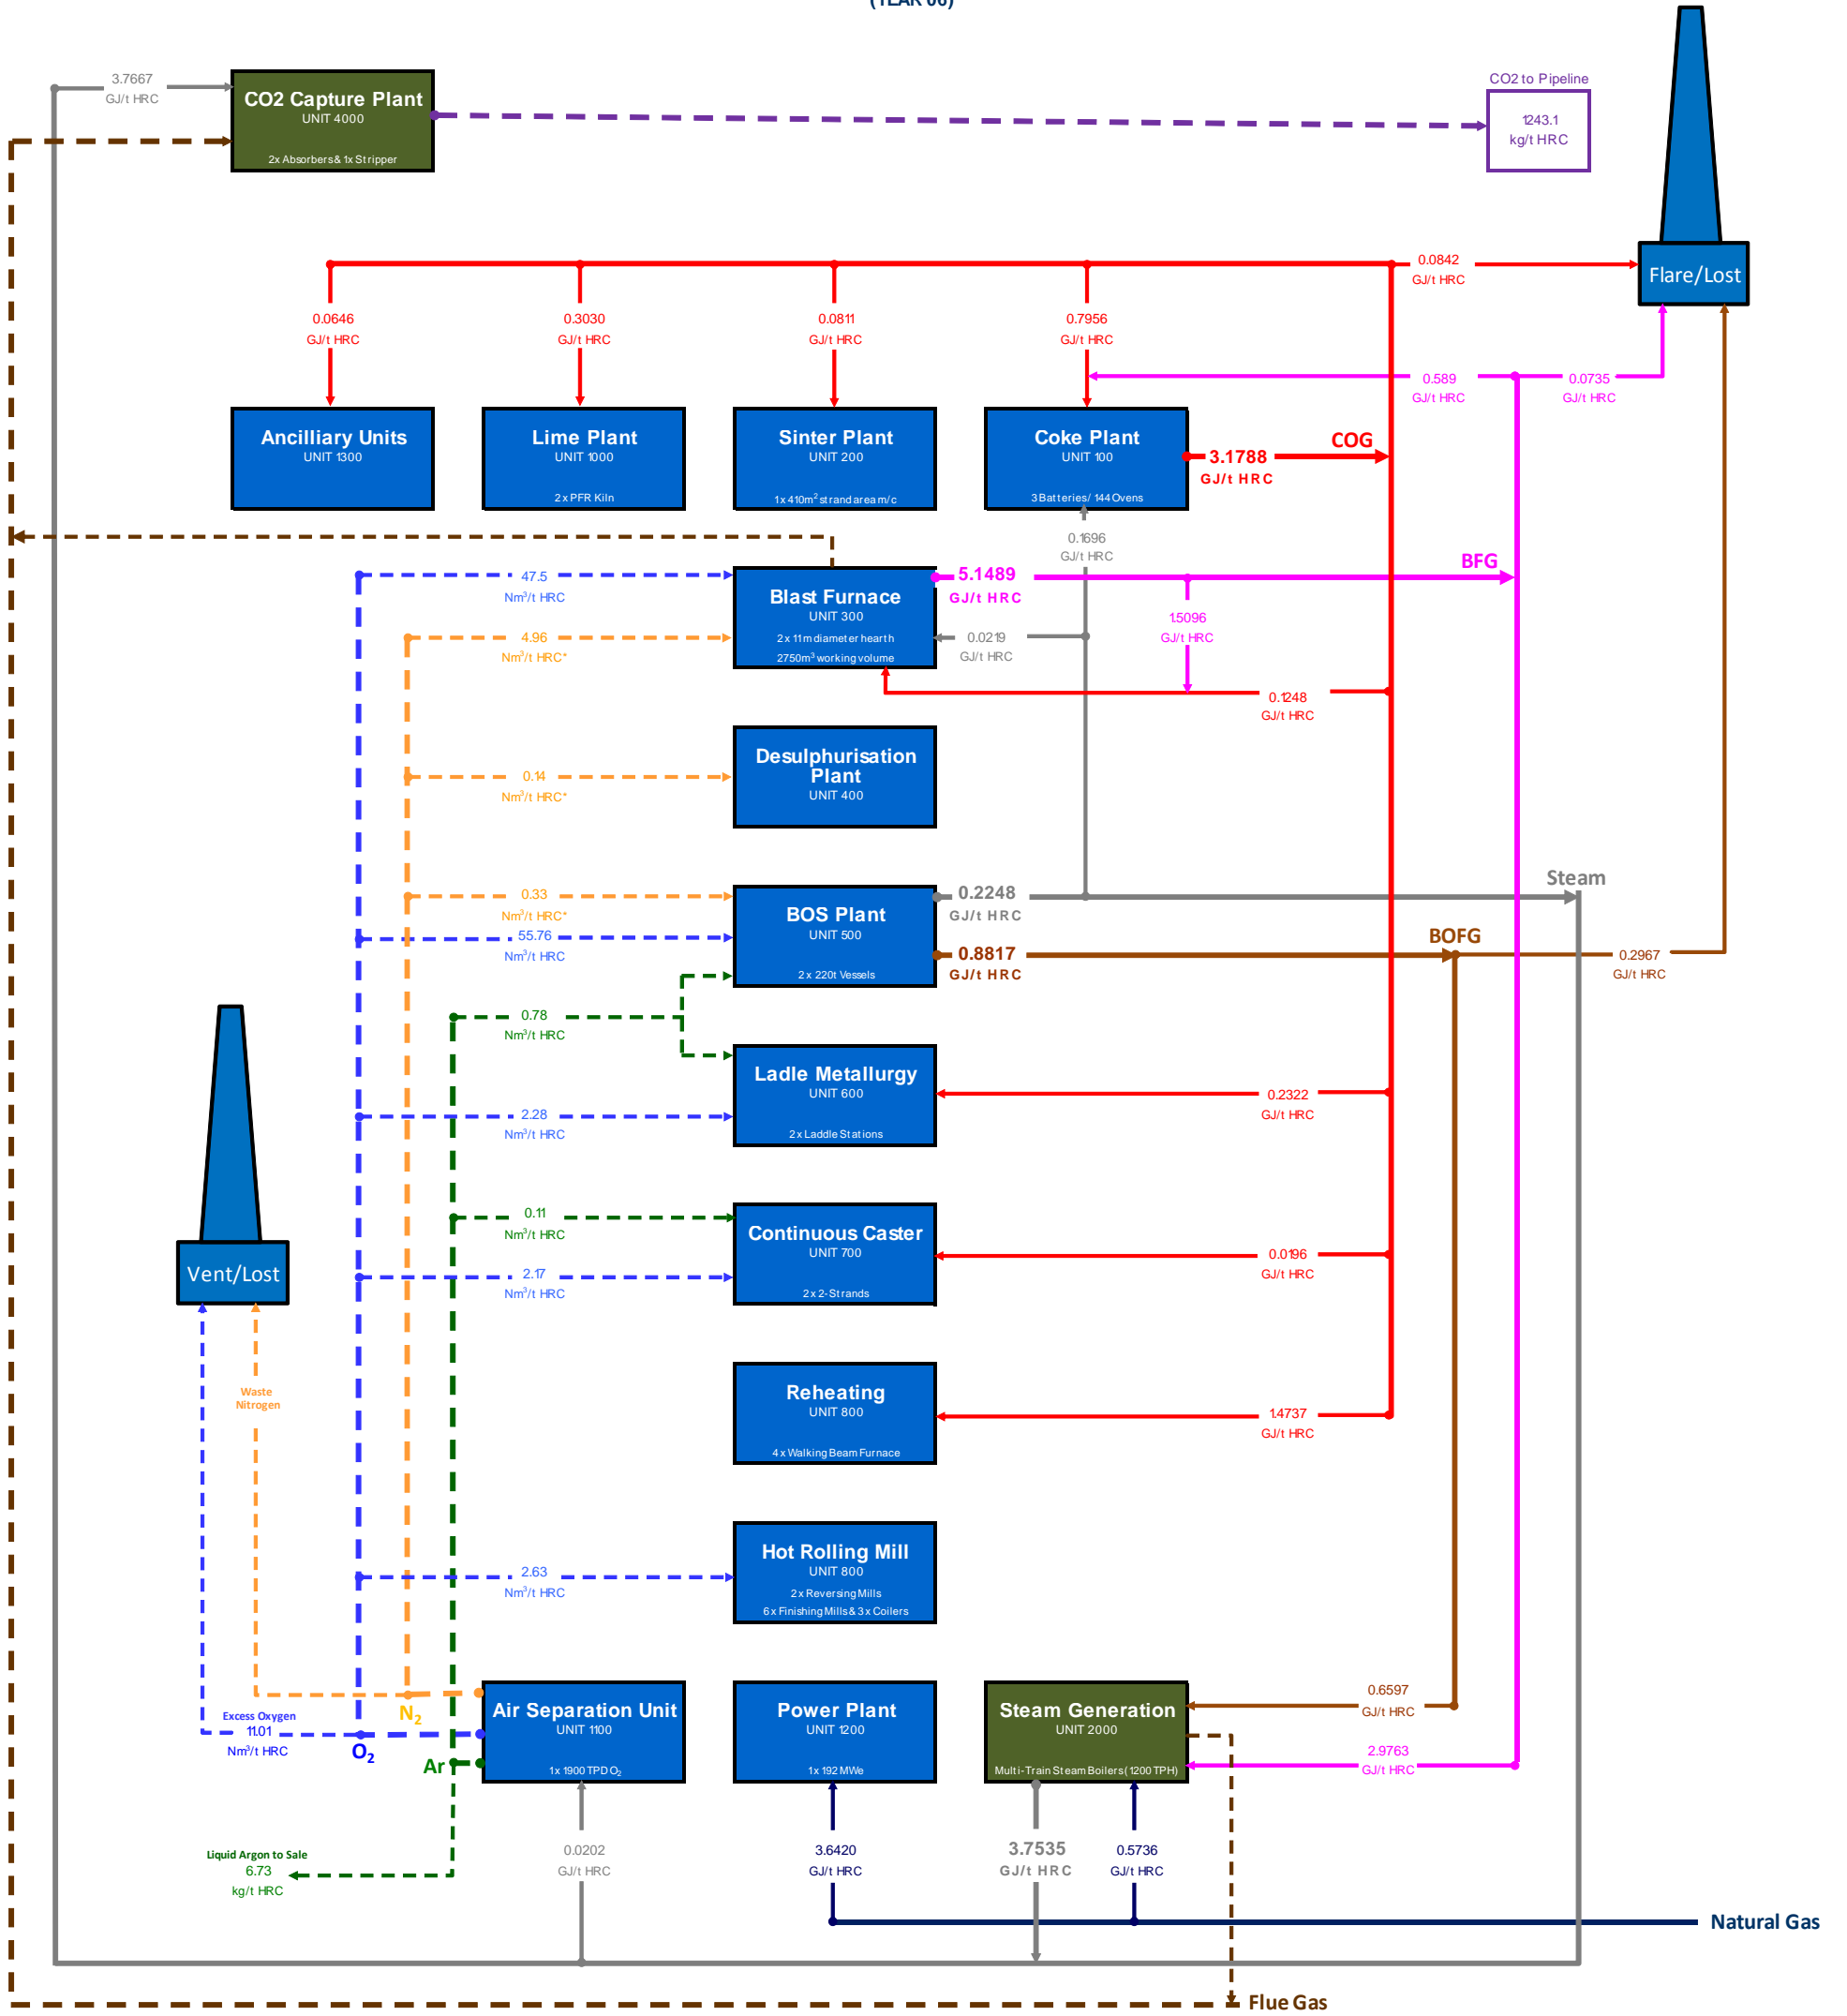 (YEAR 06)
3.7667
GJ/t HRC
CO2 Capture Plant
UNIT 4000
2x Absorbers & 1x Stripper
CO2 to Pipeline
1243.1
kg/t HRC
Flare/Lost
0.0842
GJ/t HRC
0.0646
GJ/t HRC
0.3030
GJ/t HRC
0.0811
GJ/t HRC
0.7956
GJ/t HRC
0.589
GJ/t HRC
0.0735
GJ/t HRC
Ancilliary Units
UNIT 1300
Lime Plant
UNIT 1000
2 x PFR Kiln
Sinter Plant
UNIT 200
1 x 410m² strand area m/c
Coke Plant
UNIT 100
3 Batteries / 144 Ovens
3.1788
GJ/t HRC
COG
0.1696
GJ/t HRC
47.5
Nm³/t HRC
4.96
Nm³/t HRC*
Blast Furnace
UNIT 300
2 x 11m diameter hearth
2750m³ working volume
5.1489
GJ/t HRC
BFG
1.5096
GJ/t HRC
0.0219
GJ/t HRC
0.1248
GJ/t HRC
0.14
Nm³/t HRC*
Desulphurisation
Plant
UNIT 400
0.33
Nm³/t HRC*
55.76
Nm³/t HRC
BOS Plant
UNIT 500
2 x 220t Vessels
0.2248
GJ/t HRC
Steam
0.8817
GJ/t HRC
BOFG
0.2967
GJ/t HRC
0.78
Nm³/t HRC
2.28
Nm³/t HRC
Ladle Metallurgy
UNIT 600
2 x Laddle Stations
0.2322
GJ/t HRC
Vent/Lost
0.11
Nm³/t HRC
2.17
Nm³/t HRC
Continuous Caster
UNIT 700
2 x 2-Strands
0.0196
GJ/t HRC
Waste
Nitrogen
Reheating
UNIT 800
4 x Walking Beam Furnace
1.4737
GJ/t HRC
2.63
Nm³/t HRC
Hot Rolling Mill
UNIT 800
2 x Reversing Mills
6 x Finishing Mills & 3 x Coilers
Excess Oxygen
11.01
Nm³/t HRC
N₂
O₂
Ar
Air Separation Unit
UNIT 1100
1 x 1900 TPD O₂
Power Plant
UNIT 1200
1 x 192 MWe
Steam Generation
UNIT 2000
Multi-Train Steam Boilers (1200 TPH)
0.6597
GJ/t HRC
2.9763
GJ/t HRC
Liquid Argon to Sale
6.73
kg/t HRC
0.0202
GJ/t HRC
3.6420
GJ/t HRC
3.7535
GJ/t HRC
0.5736
GJ/t HRC
Natural Gas
Flue Gas